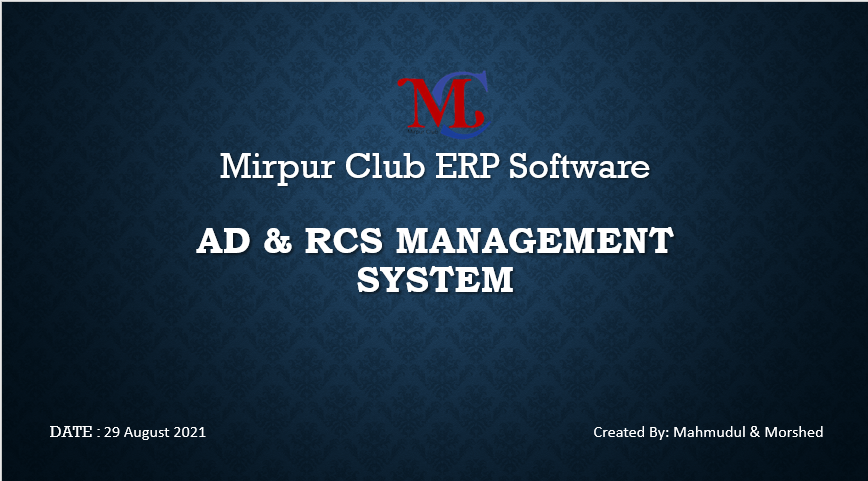 MC
Mirpur Club ERP Software
AD & RCS MANAGEMENT
SYSTEM
DATE : 29 August 2021
Created By: Mahmudul & Morshed